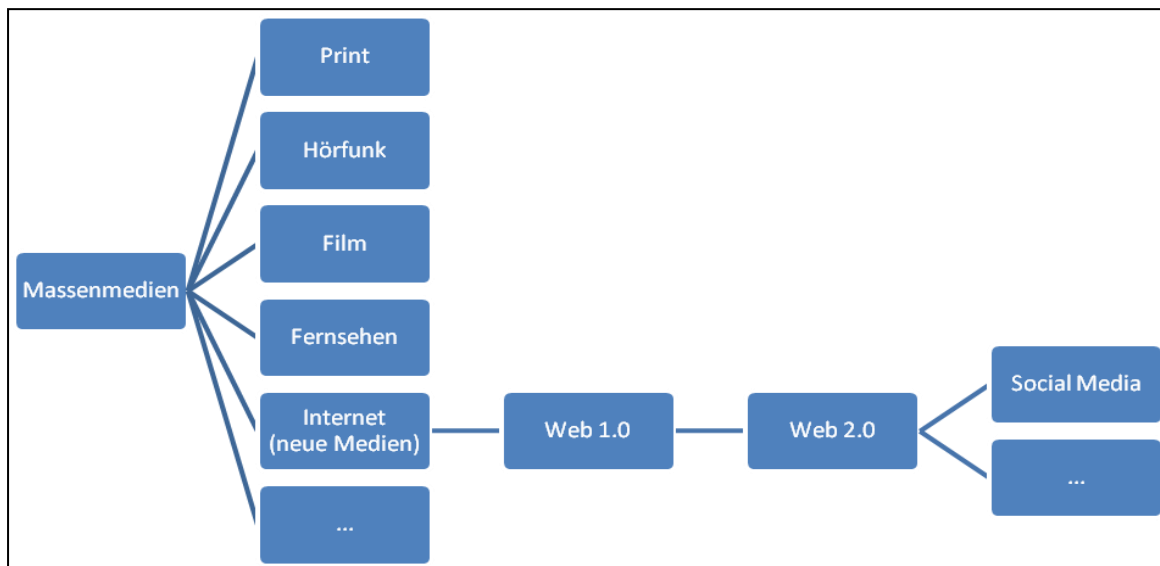 Print
Hörfunk
Film
Massenmedien
Fernsehen
Internet
(neue Medien)
Web 1.0
Web 2.0
Social Media
...
...